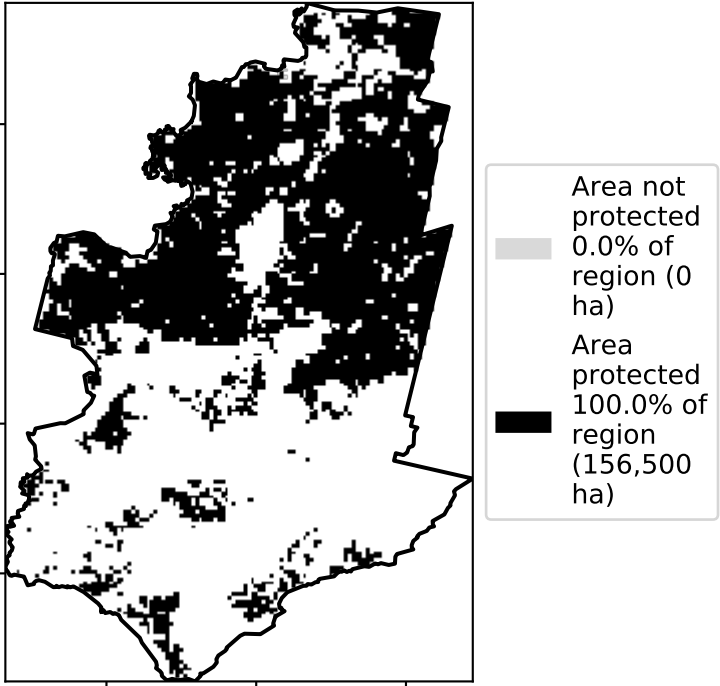 Area not
protected
0.0% of
region (0
ha)
Area
protected
100.0% of
region
(156,500
ha)